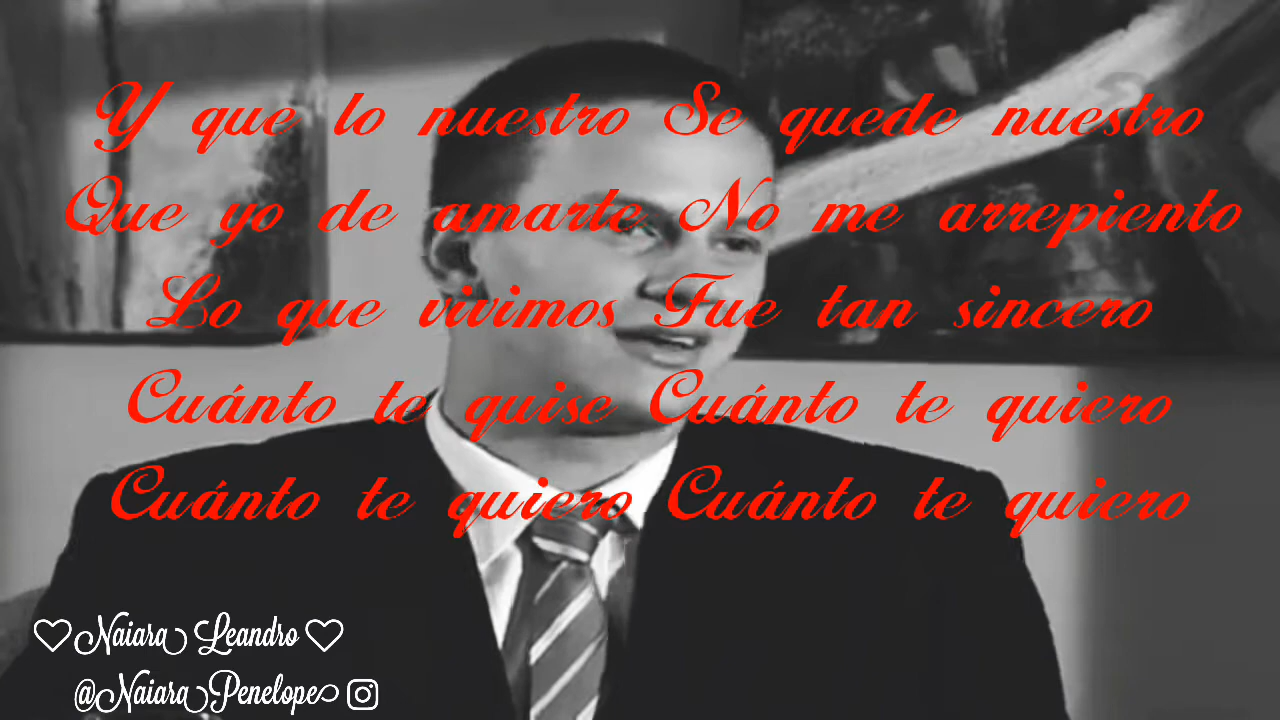 Y que lo nuestro Se quede nuestro
Que yo de amarte No me arrepiento
Lo que vivimos Fue tan sincero
Cuánto te quise Cuánto te quiero
Cuánto te quiero Cuánto te quiero
♡Naiara Leandro♡
@NaiaraPenelope